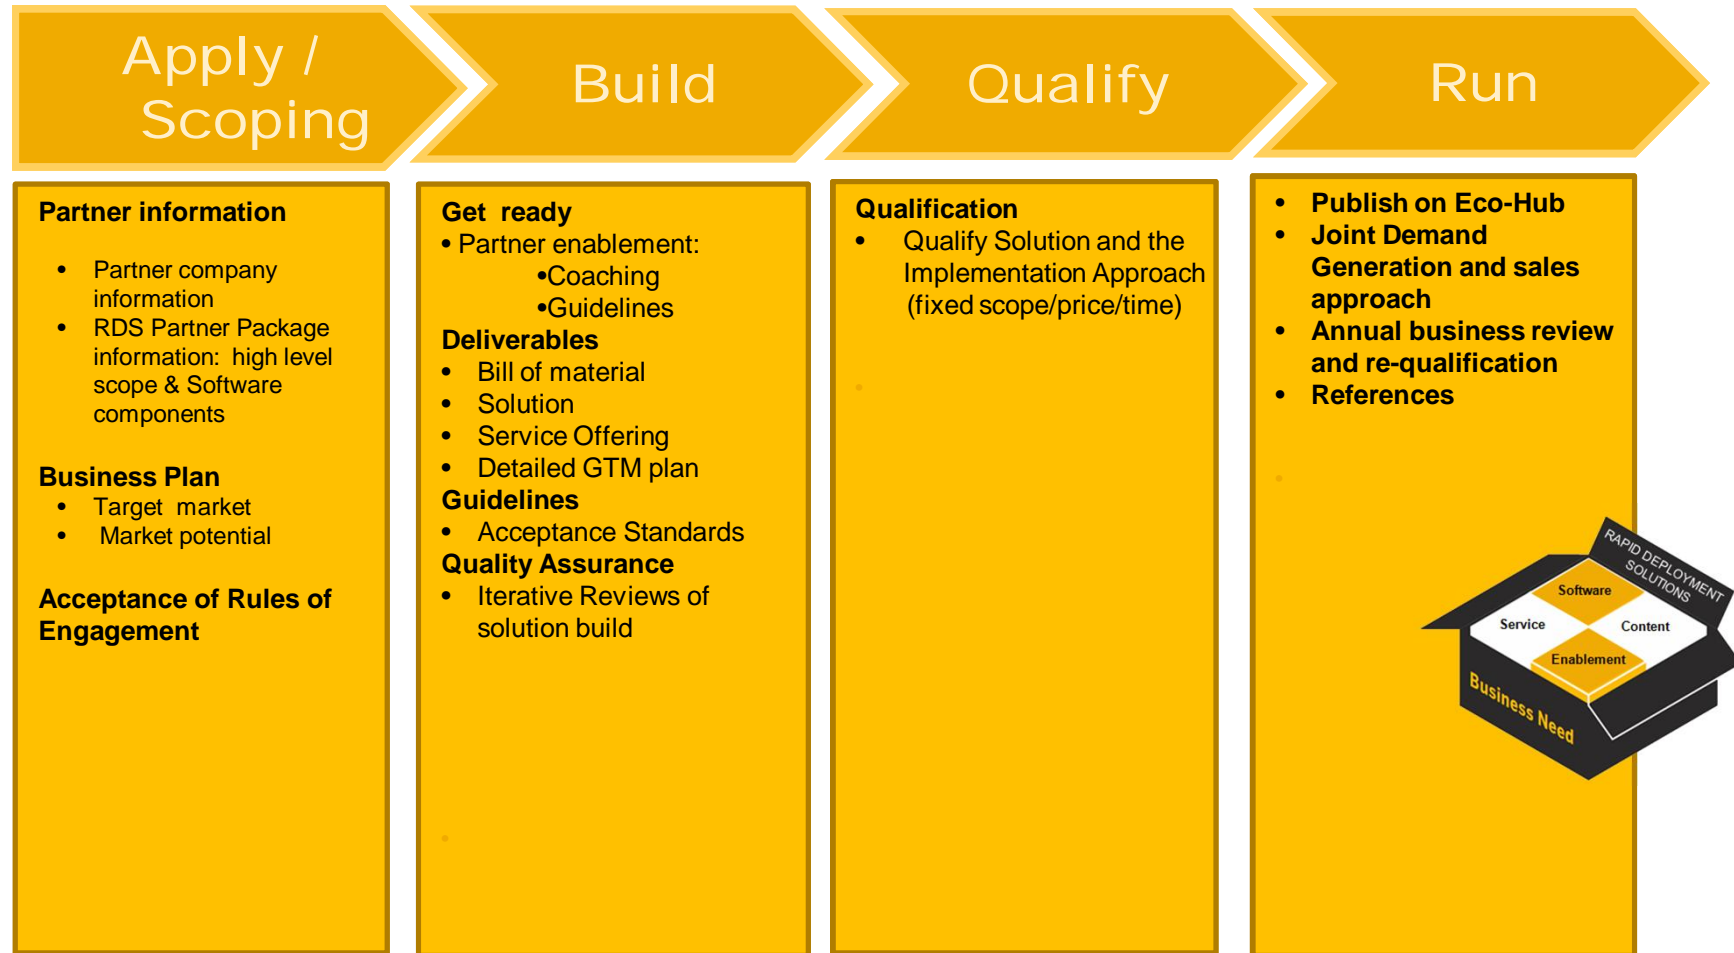 Apply /
Scoping
Build
Qualify
Run
Partner information
• Partner company
information
• RDS Partner Package
information: high level
scope & Software
components
Business Plan
• Target market
• Market potential
Acceptance of Rules of
Engagement
Get ready
• Partner enablement:
•Coaching
•Guidelines
Deliverables
• Bill of material
• Solution
• Service Offering
• Detailed GTM plan
Guidelines
• Acceptance Standards
Quality Assurance
• Iterative Reviews of
solution build
Qualification
• Qualify Solution and the
Implementation Approach
(fixed scope/price/time)
• Publish on Eco-Hub
• Joint Demand
Generation and sales
approach
• Annual business review
and re-qualification
• References
RAPID DEPLOYMENT
SOLUTIONS
Software
Service
Content
Enablement
Business Need